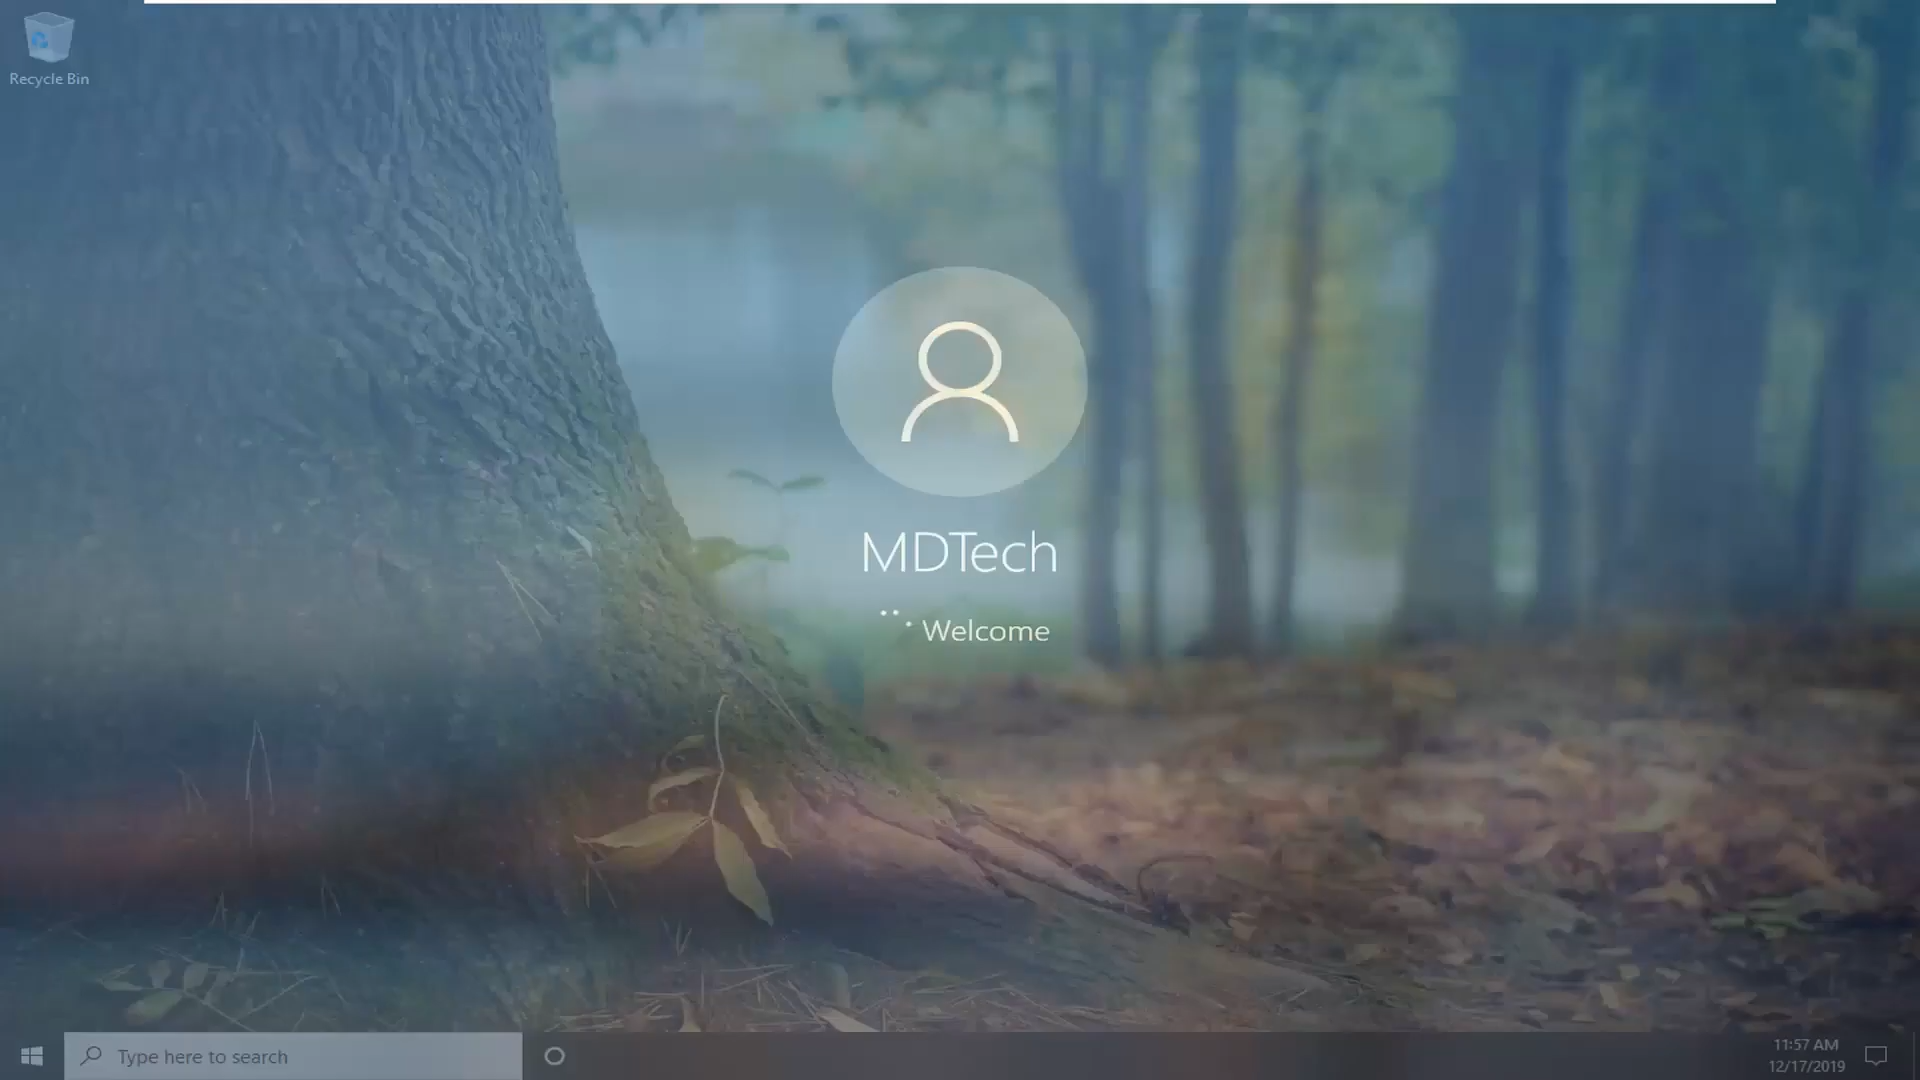 Recycle Bin
MDTech
Welcome
Type here to search
11:57 AM
12/17/2019